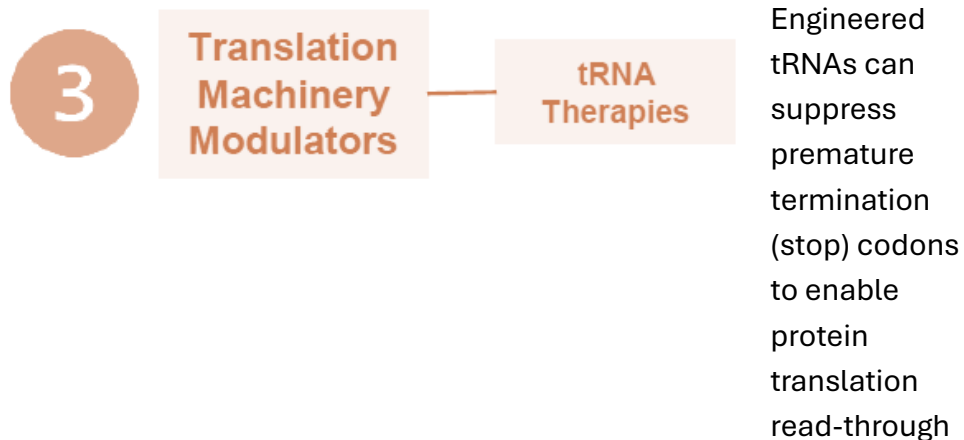 3
Translation
Machinery
Modulators
tRNA
Therapies
Engineered
tRNAs can
suppress
premature
termination
(stop) codons
to enable
protein
translation
read-through